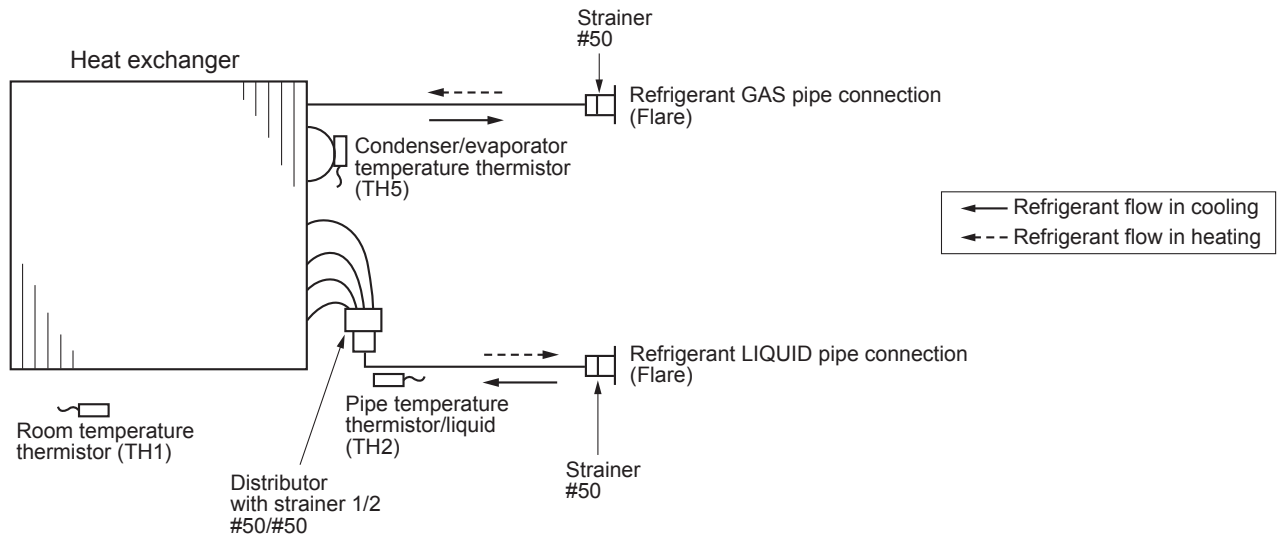 Strainer
#50
Heat exchanger
Refrigerant GAS pipe connection
(Flare)
Condenser/evaporator
temperature thermistor
(TH5)
Refrigerant flow in cooling
Refrigerant flow in heating
Refrigerant LIQUID pipe connection
(Flare)
Pipe temperature
thermistor/liquid
(TH2)
Room temperature
thermistor (TH1)
Strainer
#50
Distributor
with strainer 1/2
#50/#50